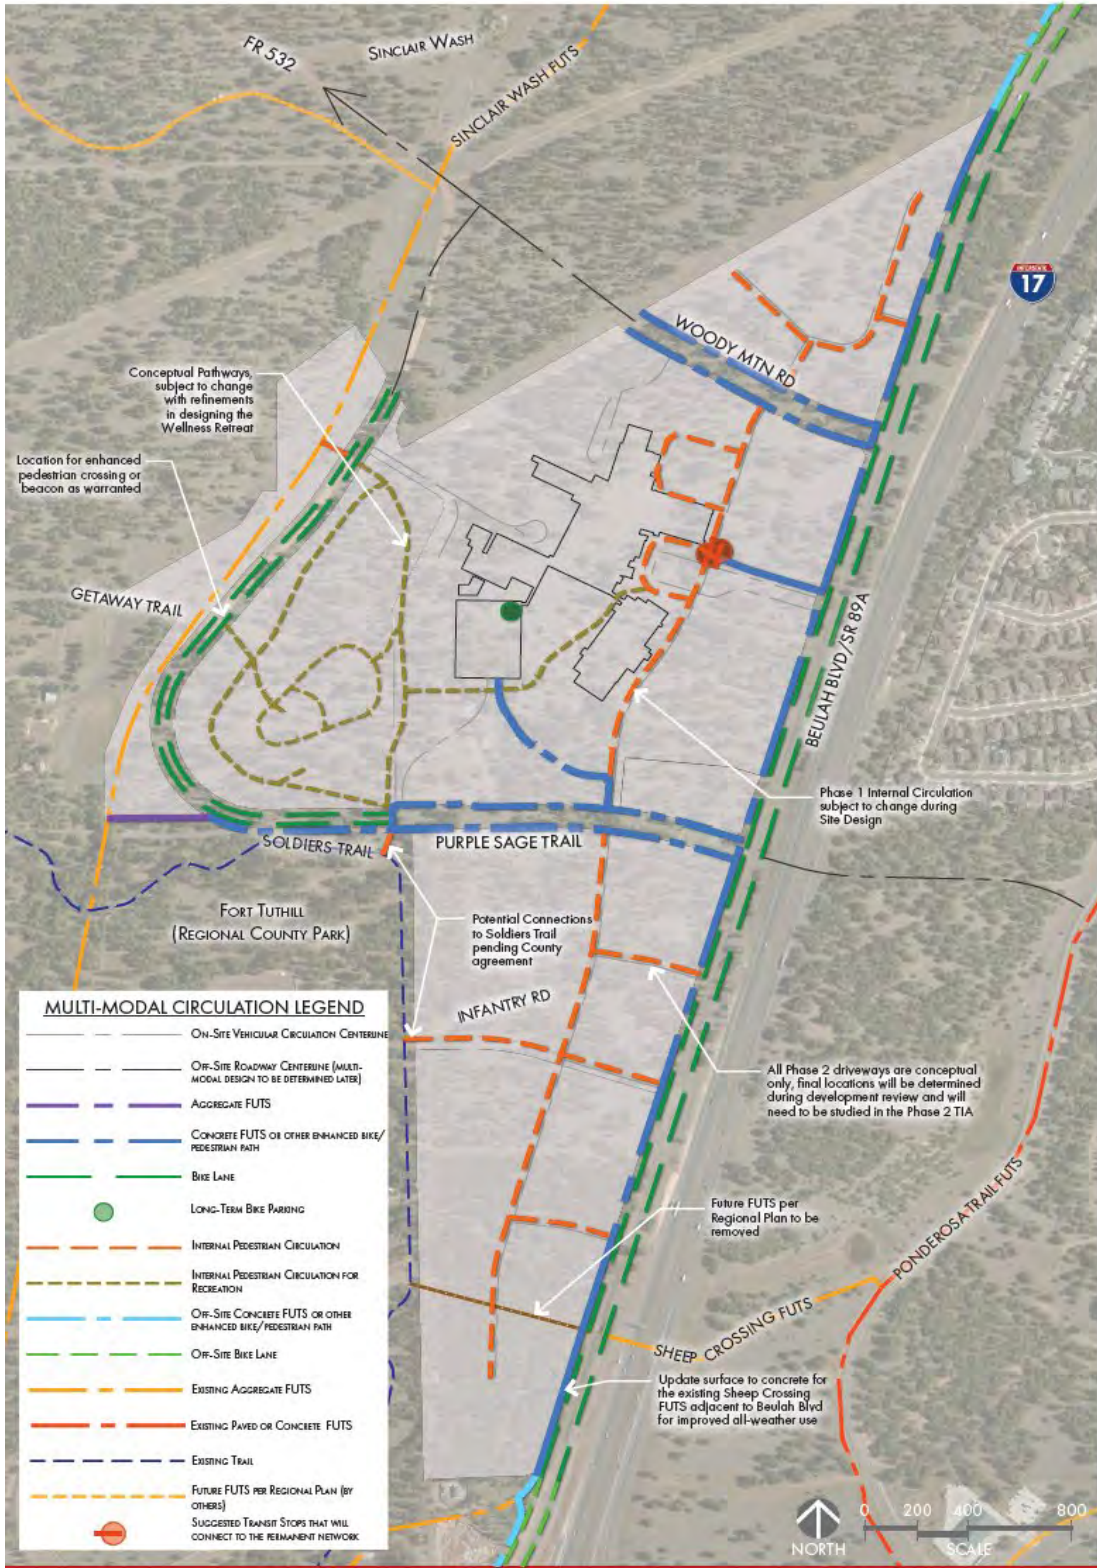 FR 532
SINCLAIR WASH
SINCLAIR WASH FUTS
INTERSTATE
17
WOODY MTN RD
Conceptual Pathways,
subject to change
with refinements
in designing the
Wellness Retreat
Location for enhanced
pedestrian crossing or
beacon as warranted
GETAWAY TRAIL
BEULAH BLVD/SR 89A
Phase 1 Internal Circulation
subject to change during
Site Design
SOLDIERS TRAIL
PURPLE SAGE TRAIL
FORT TUTHILL
(REGIONAL COUNTY PARK)
Potential Connections
to Soldiers Trail
pending County
agreement
INFANTRY RD
All Phase 2 driveways are conceptual
only, final locations will be determined
during development review and will
need to be studied in the Phase 2 TIA
Future FUTS per
Regional Plan to be
removed
PONDEROSA TRAIL FUTS
SHEEP CROSSING FUTS
Update surface to concrete for
the existing Sheep Crossing
FUTS adjacent to Beulah Blvd
for improved all-weather use
MULTI-MODAL CIRCULATION LEGEND
ON-SITE VEHICULAR CIRCULATION CENTERLINE
OFF-SITE ROADWAY CENTERLINE (MULTI-
MODAL DESIGN TO BE DETERMINED LATER)
AGGREGATE FUTS
CONCRETE FUTS OR OTHER ENHANCED BIKE/
PEDESTRIAN PATH
BIKE LANE
LONG-TERM BIKE PARKING
INTERNAL PEDESTRIAN CIRCULATION
INTERNAL PEDESTRIAN CIRCULATION FOR
RECREATION
OFF-SITE CONCRETE FUTS OR OTHER
ENHANCED BIKE/PEDESTRIAN PATH
OFF-SITE BIKE LANE
EXISTING AGGREGATE FUTS
EXISTING PAVED OR CONCRETE FUTS
EXISTING TRAIL
FUTURE FUTS PER REGIONAL PLAN (BY
OTHERS)
SUGGESTED TRANSIT STOPS THAT WILL
CONNECT TO THE PERMANENT NETWORK
NORTH
0 200 400 800
SCALE